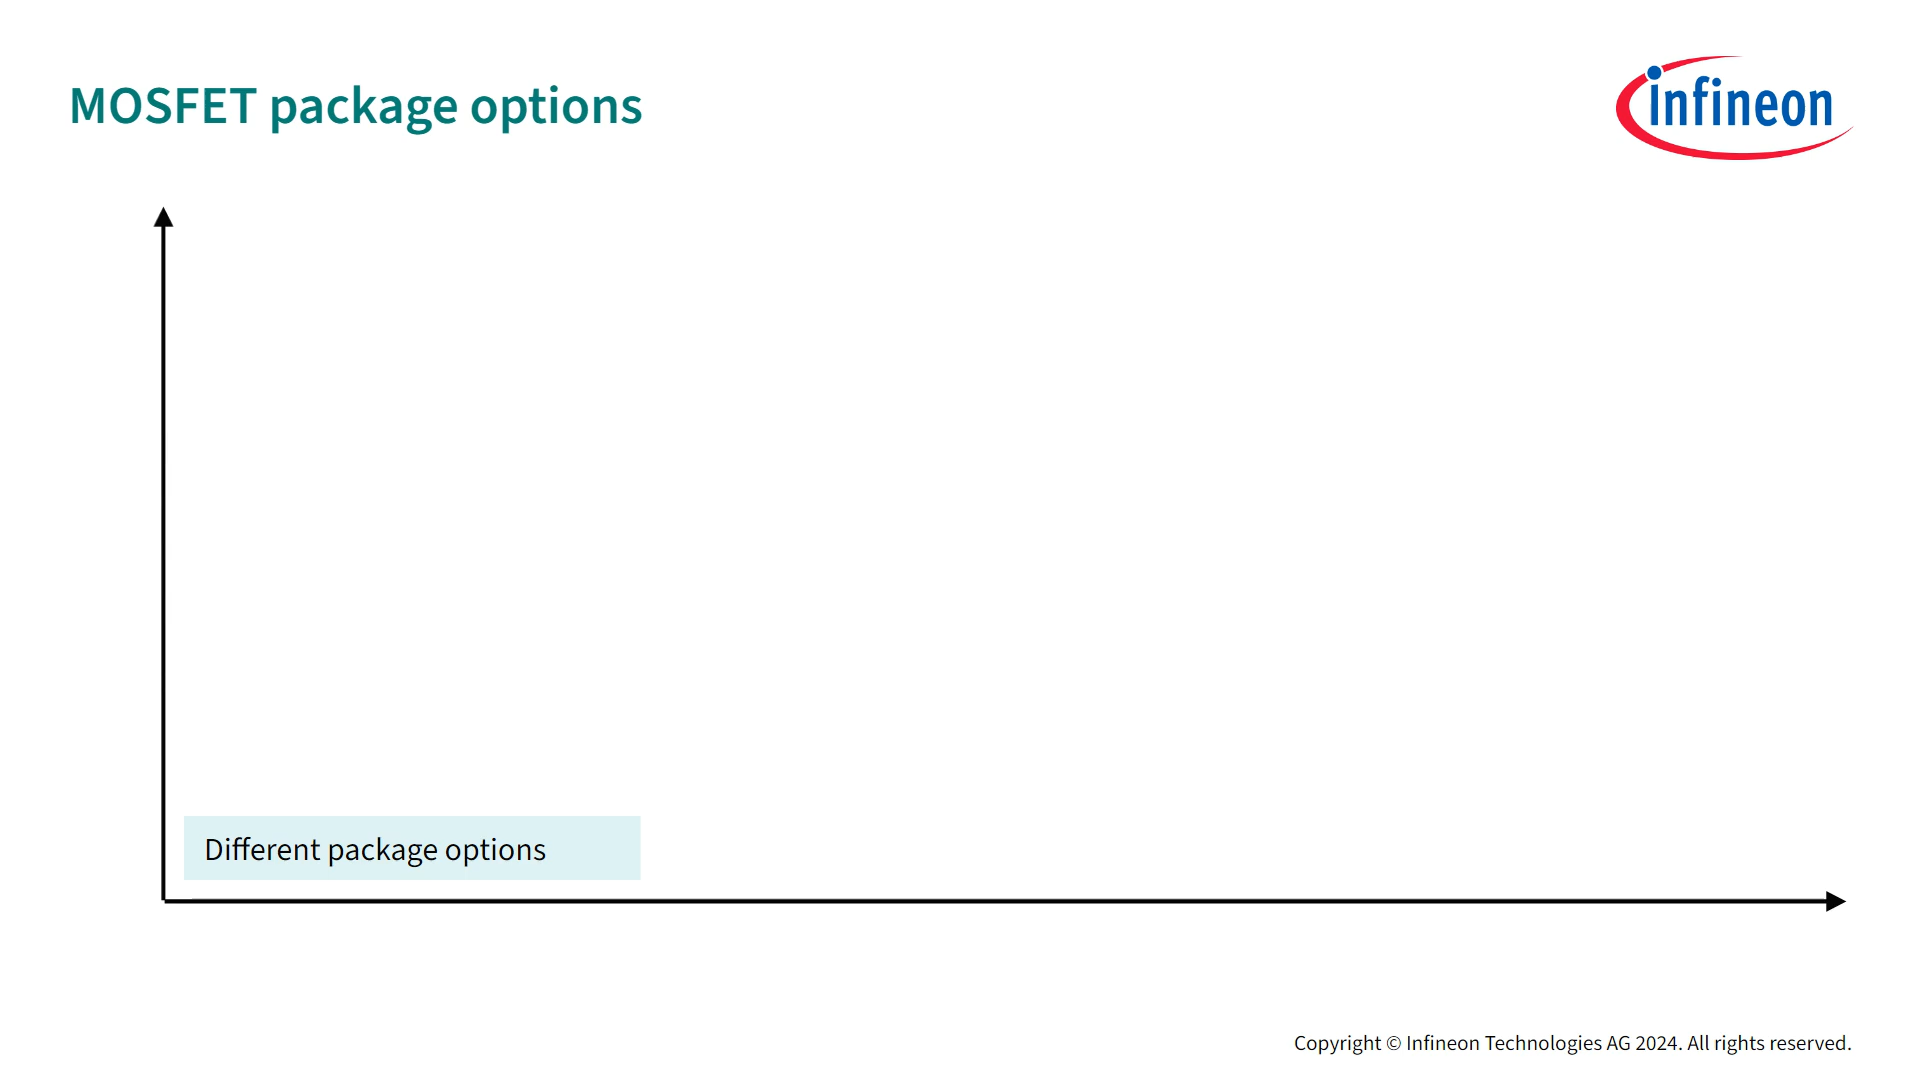 MOSFET package options
infineon
Different package options
Copyright © Infineon Technologies AG 2024. All rights reserved.